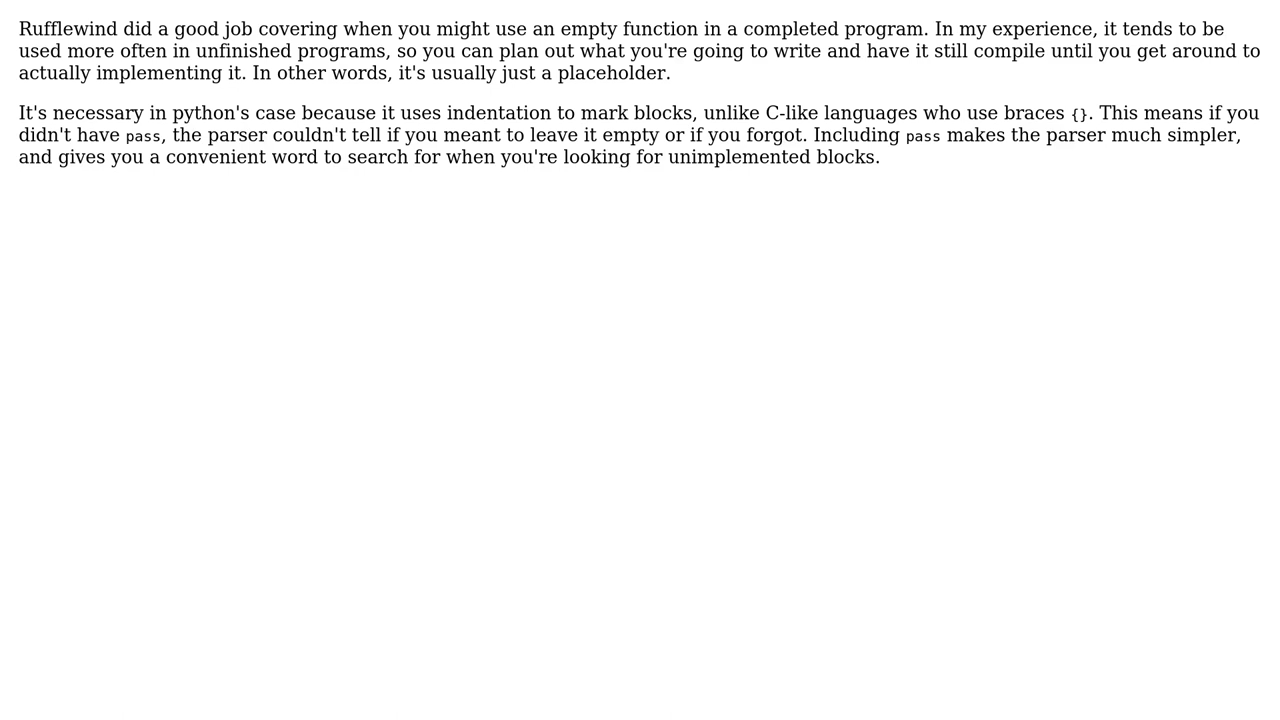 Rufflewind did a good job covering when you might use an empty function in a completed program. In my experience, it tends to be
used more often in unfinished programs, so you can plan out what you're going to write and have it still compile until you get around to
actually implementing it. In other words, it's usually just a placeholder.
It's necessary in python's case because it uses indentation to mark blocks, unlike C-like languages who use braces {}. This means if you
didn't have pass, the parser couldn't tell if you meant to leave it empty or if you forgot. Including pass makes the parser much simpler,
and gives you a convenient word to search for when you're looking for unimplemented blocks.